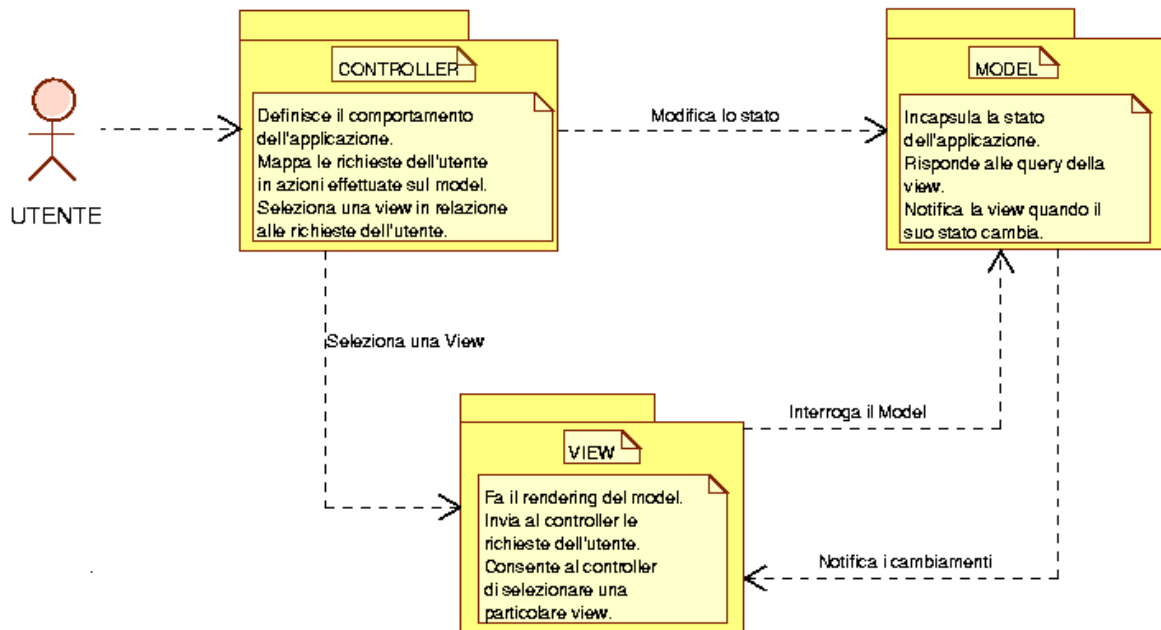 CONTROLLER
Definisce il comportamento
dell'applicazione.
Mappa le richieste dell'utente
in azioni effettuate sul model.
Seleziona una view in relazione
alle richieste dell'utente.
UTENTE
Modifica lo stato
MODEL
Incapsula la stato
dell'applicazione.
Risponde alle query della
view.
Notifica la view quando il
suo stato cambia.
Seleziona una View
Interroga il Model
VIEW
Fa il rendering del model.
Invia al controller le
richieste dell'utente.
Consente al controller
di selezionare una
particolare view.
Notifica i cambiamenti